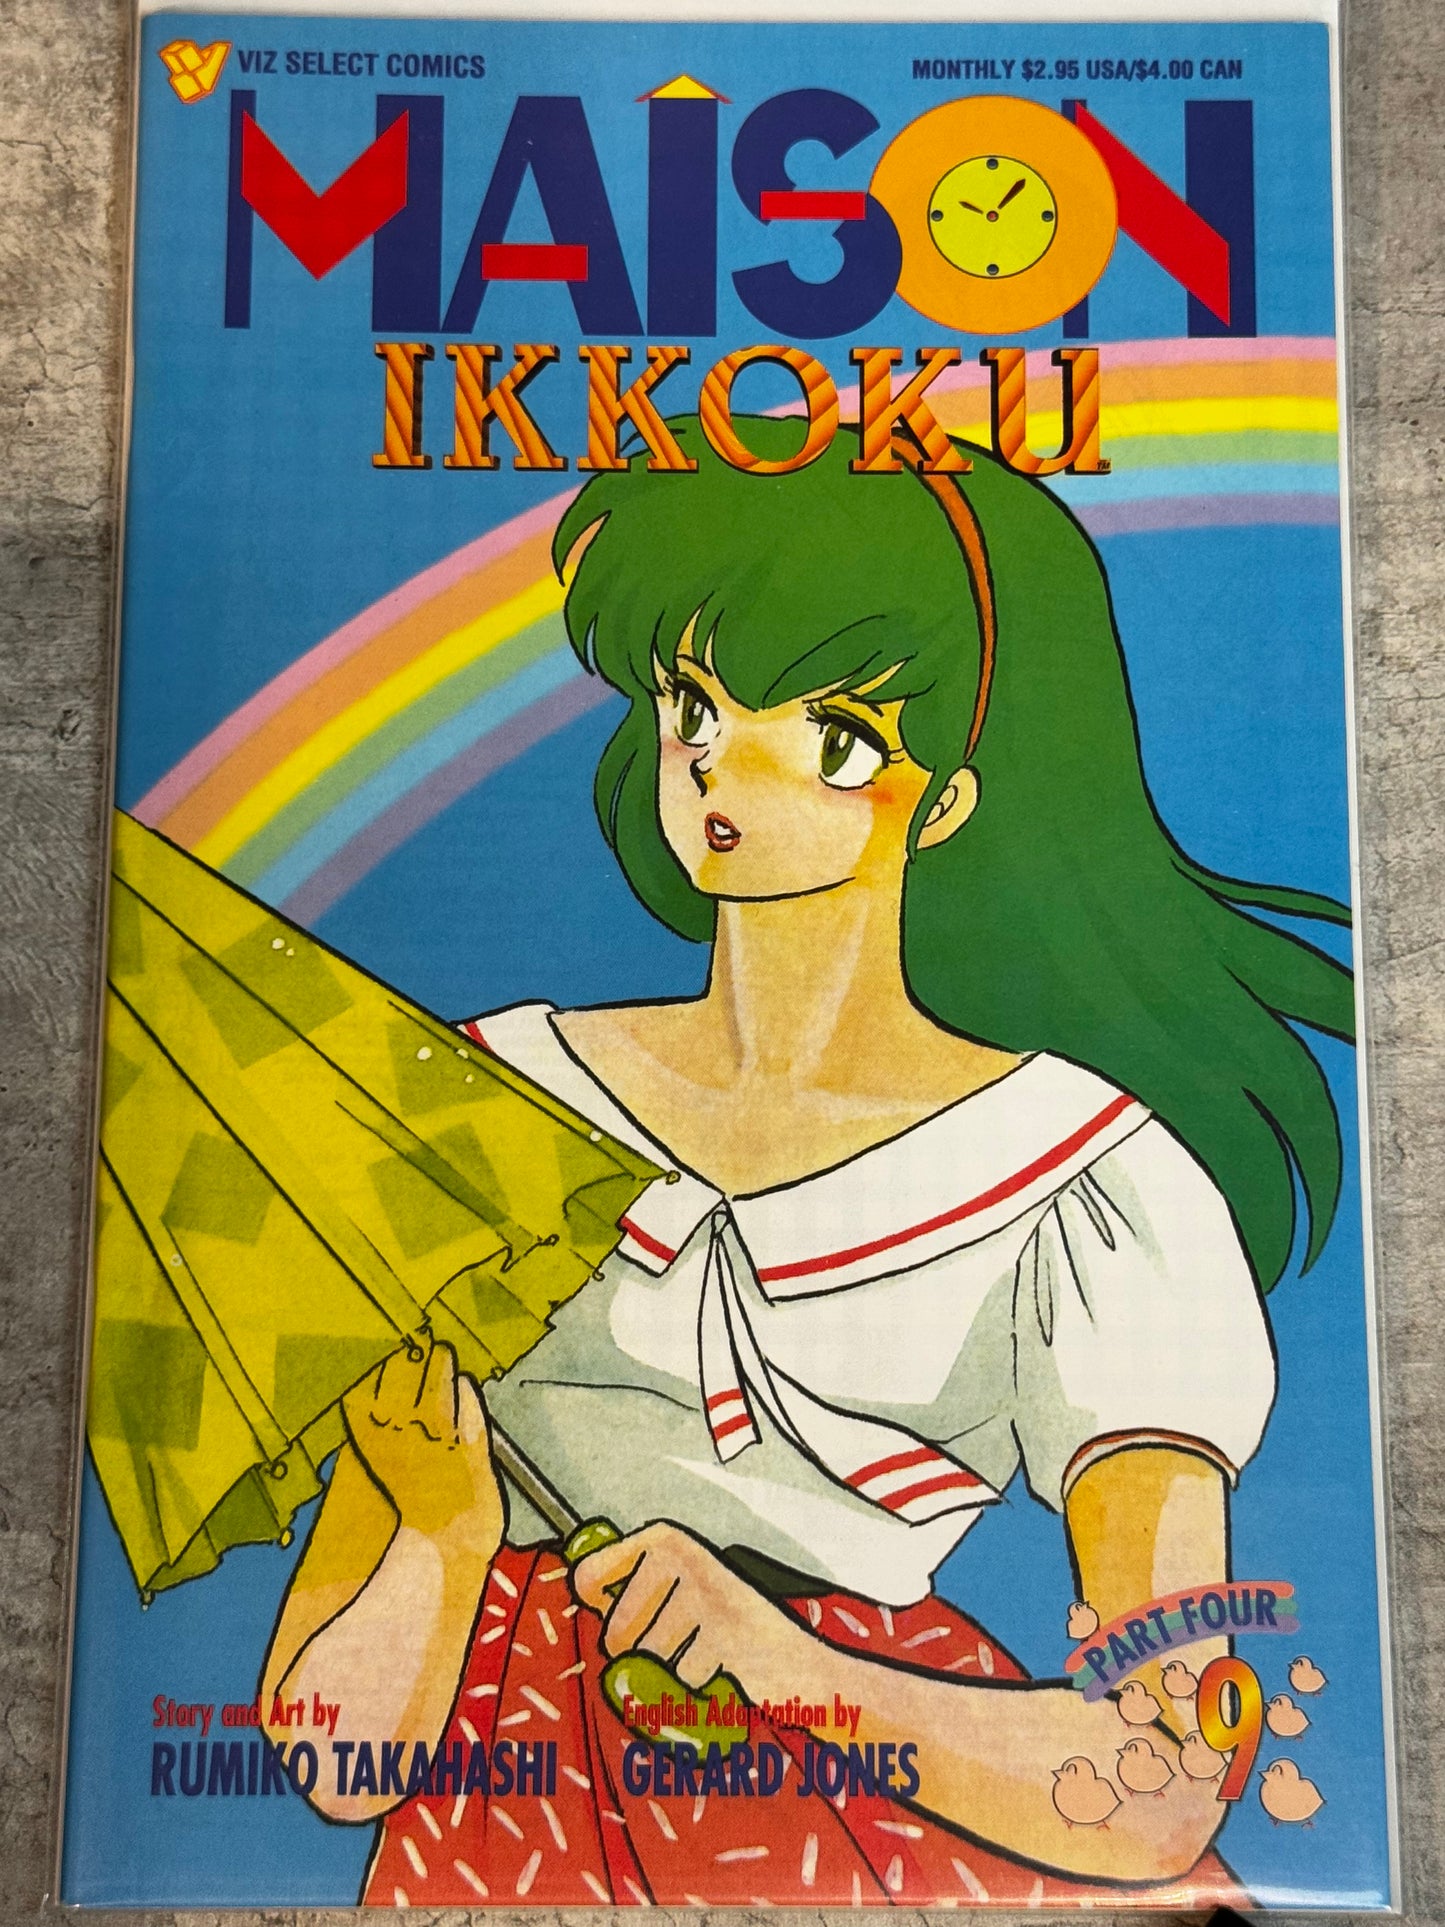 VIZ SELECT COMICS
MONTHLY $2.95 USA/$4.00 CAN
MAISON
IKKOKU
TM
PART FOUR
9
Story and Art by
RUMIKO TAKAHASHI
English Adaptation by
GERARD JONES